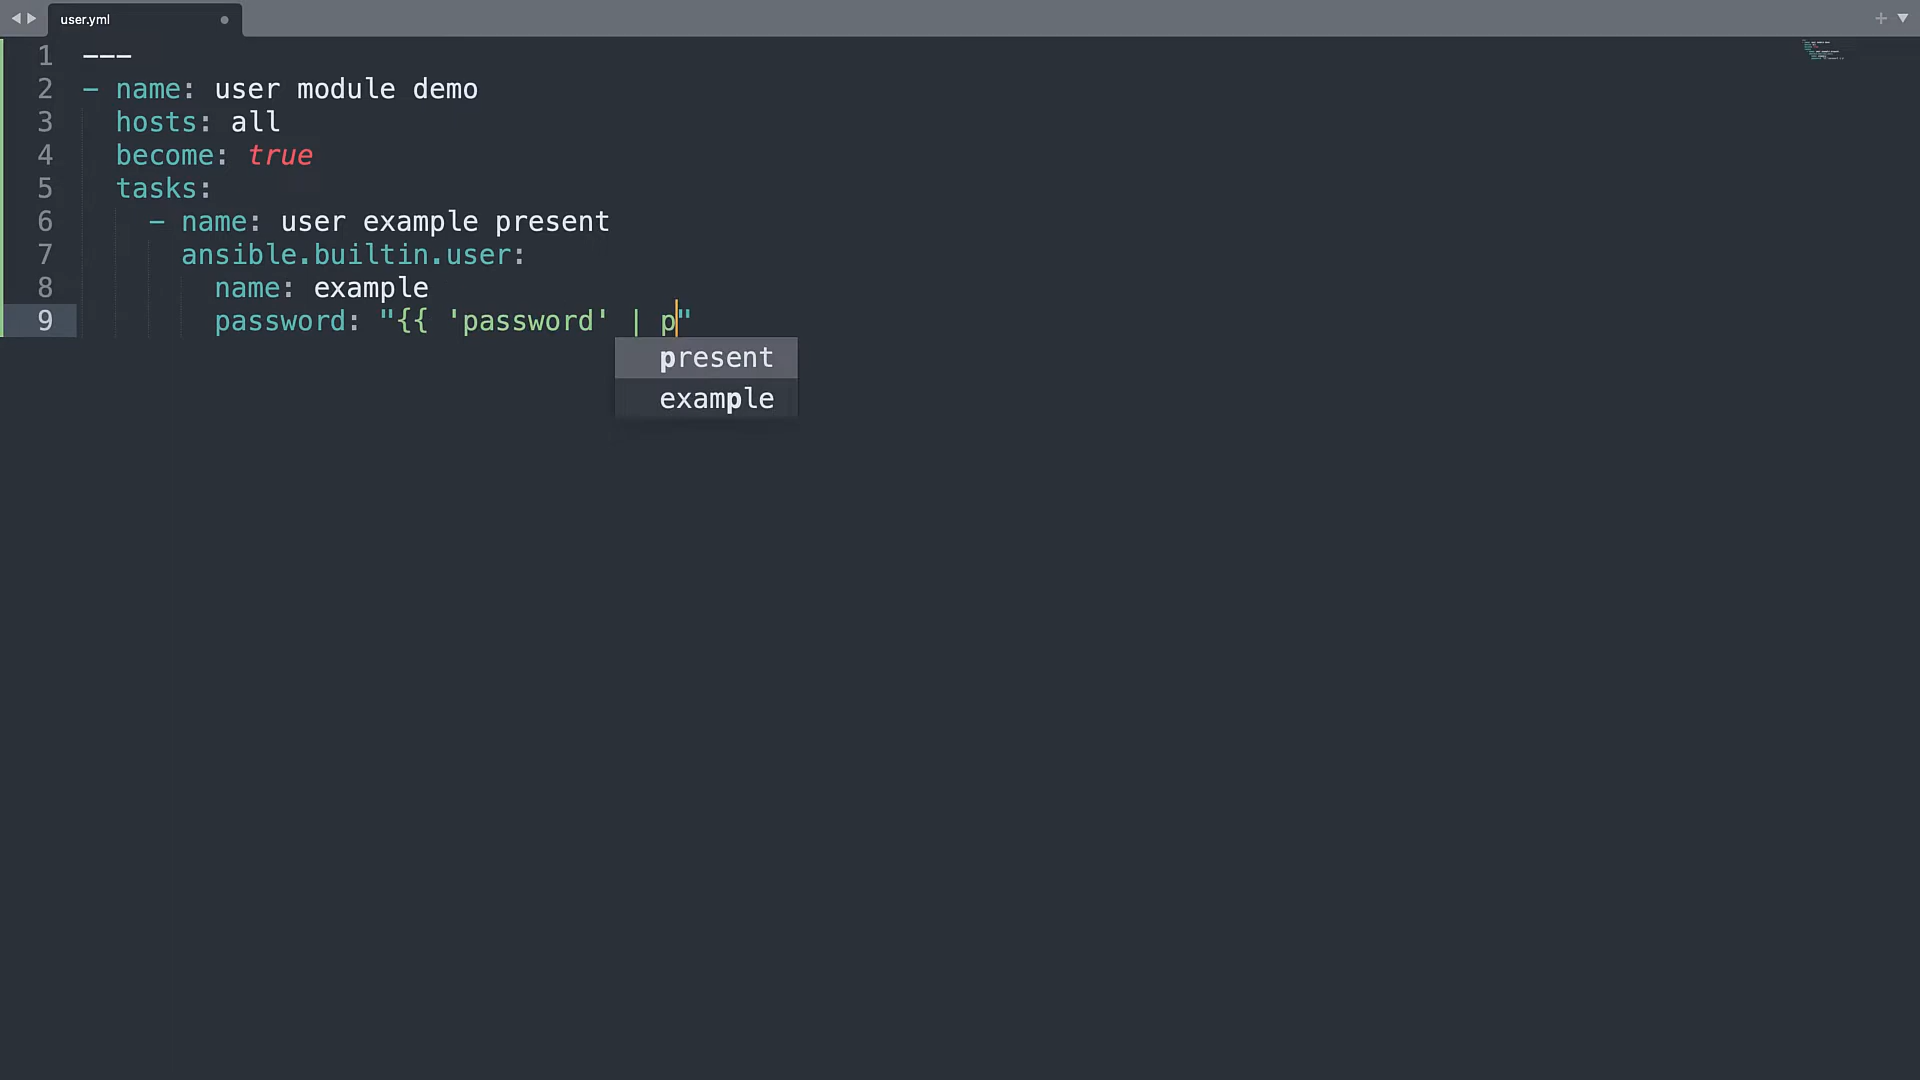 user.yml
1 ---
2 - name: user module demo
3 hosts: all
4 become: true
5 tasks:
6 - name: user example present
7 ansible.builtin.user:
8 name: example
9 password: "{{ 'password' | p"
present
example